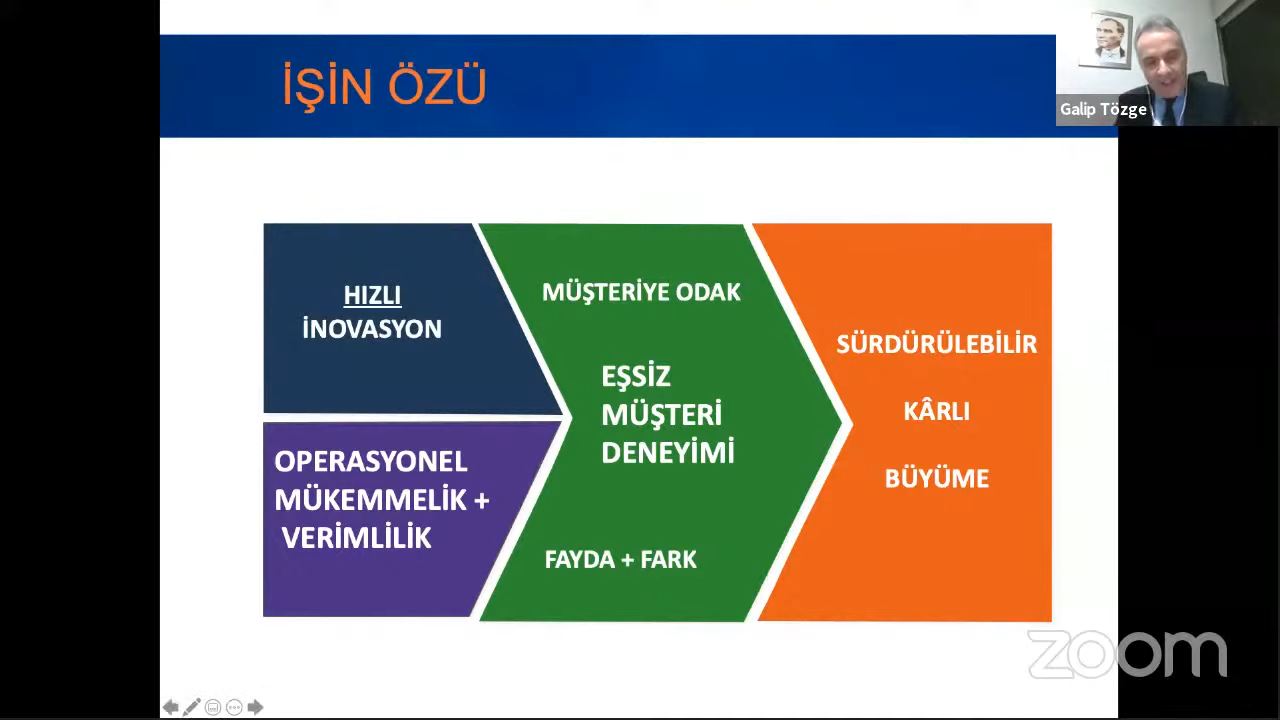 İŞİN ÖZÜ
Galip Tözge
HIZLI
İNOVASYON
OPERASYONEL
MÜKEMMELİK +
VERİMLİLİK
MÜŞTERİYE ODAK
EŞSİZ
MÜŞTERİ
DENEYİMİ
FAYDA + FARK
SÜRDÜRÜLEBİLİR
KÂRLI
BÜYÜME
zoom